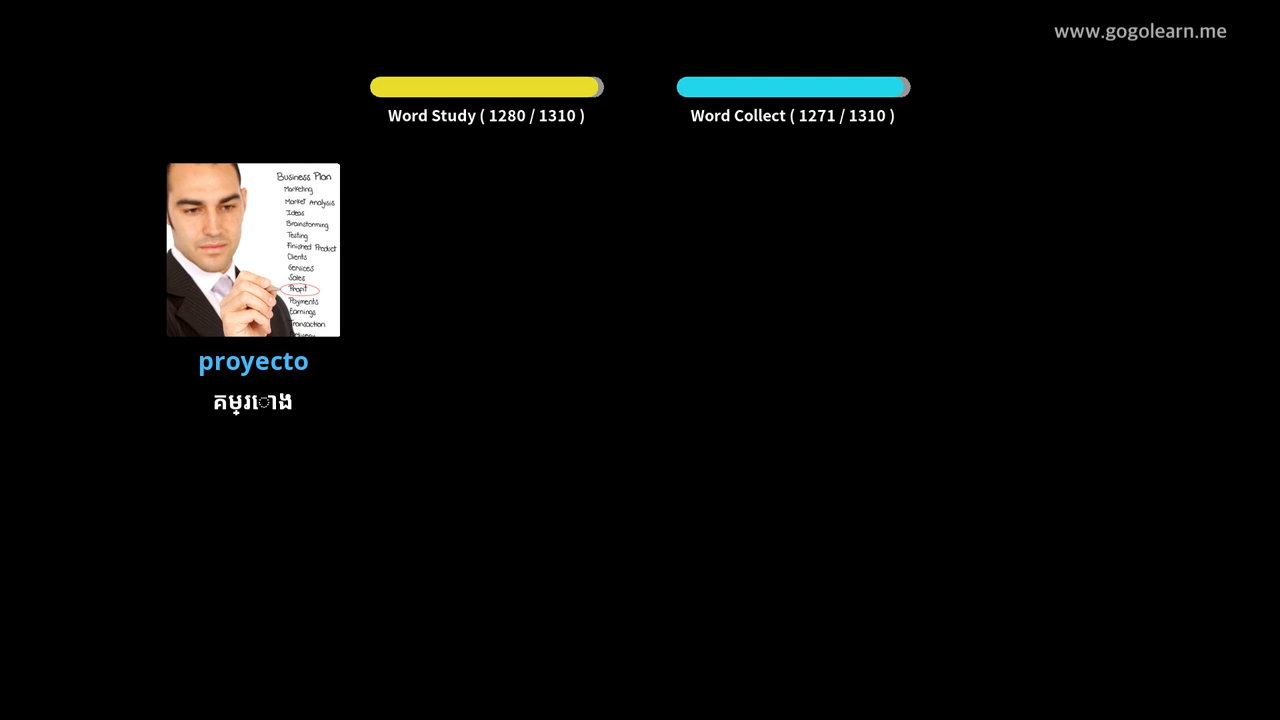 www.gogolearn.me
Word Study ( 1280 / 1310 )
Word Collect ( 1271 / 1310 )
Business Plan
Marketing
Market Analysis
Ideas
Brainstorming
Testing
Finished Product
Clients
Services
Sales
Profit
Payments
Earnings
Transaction
Delivery
proyecto
គម្រោង